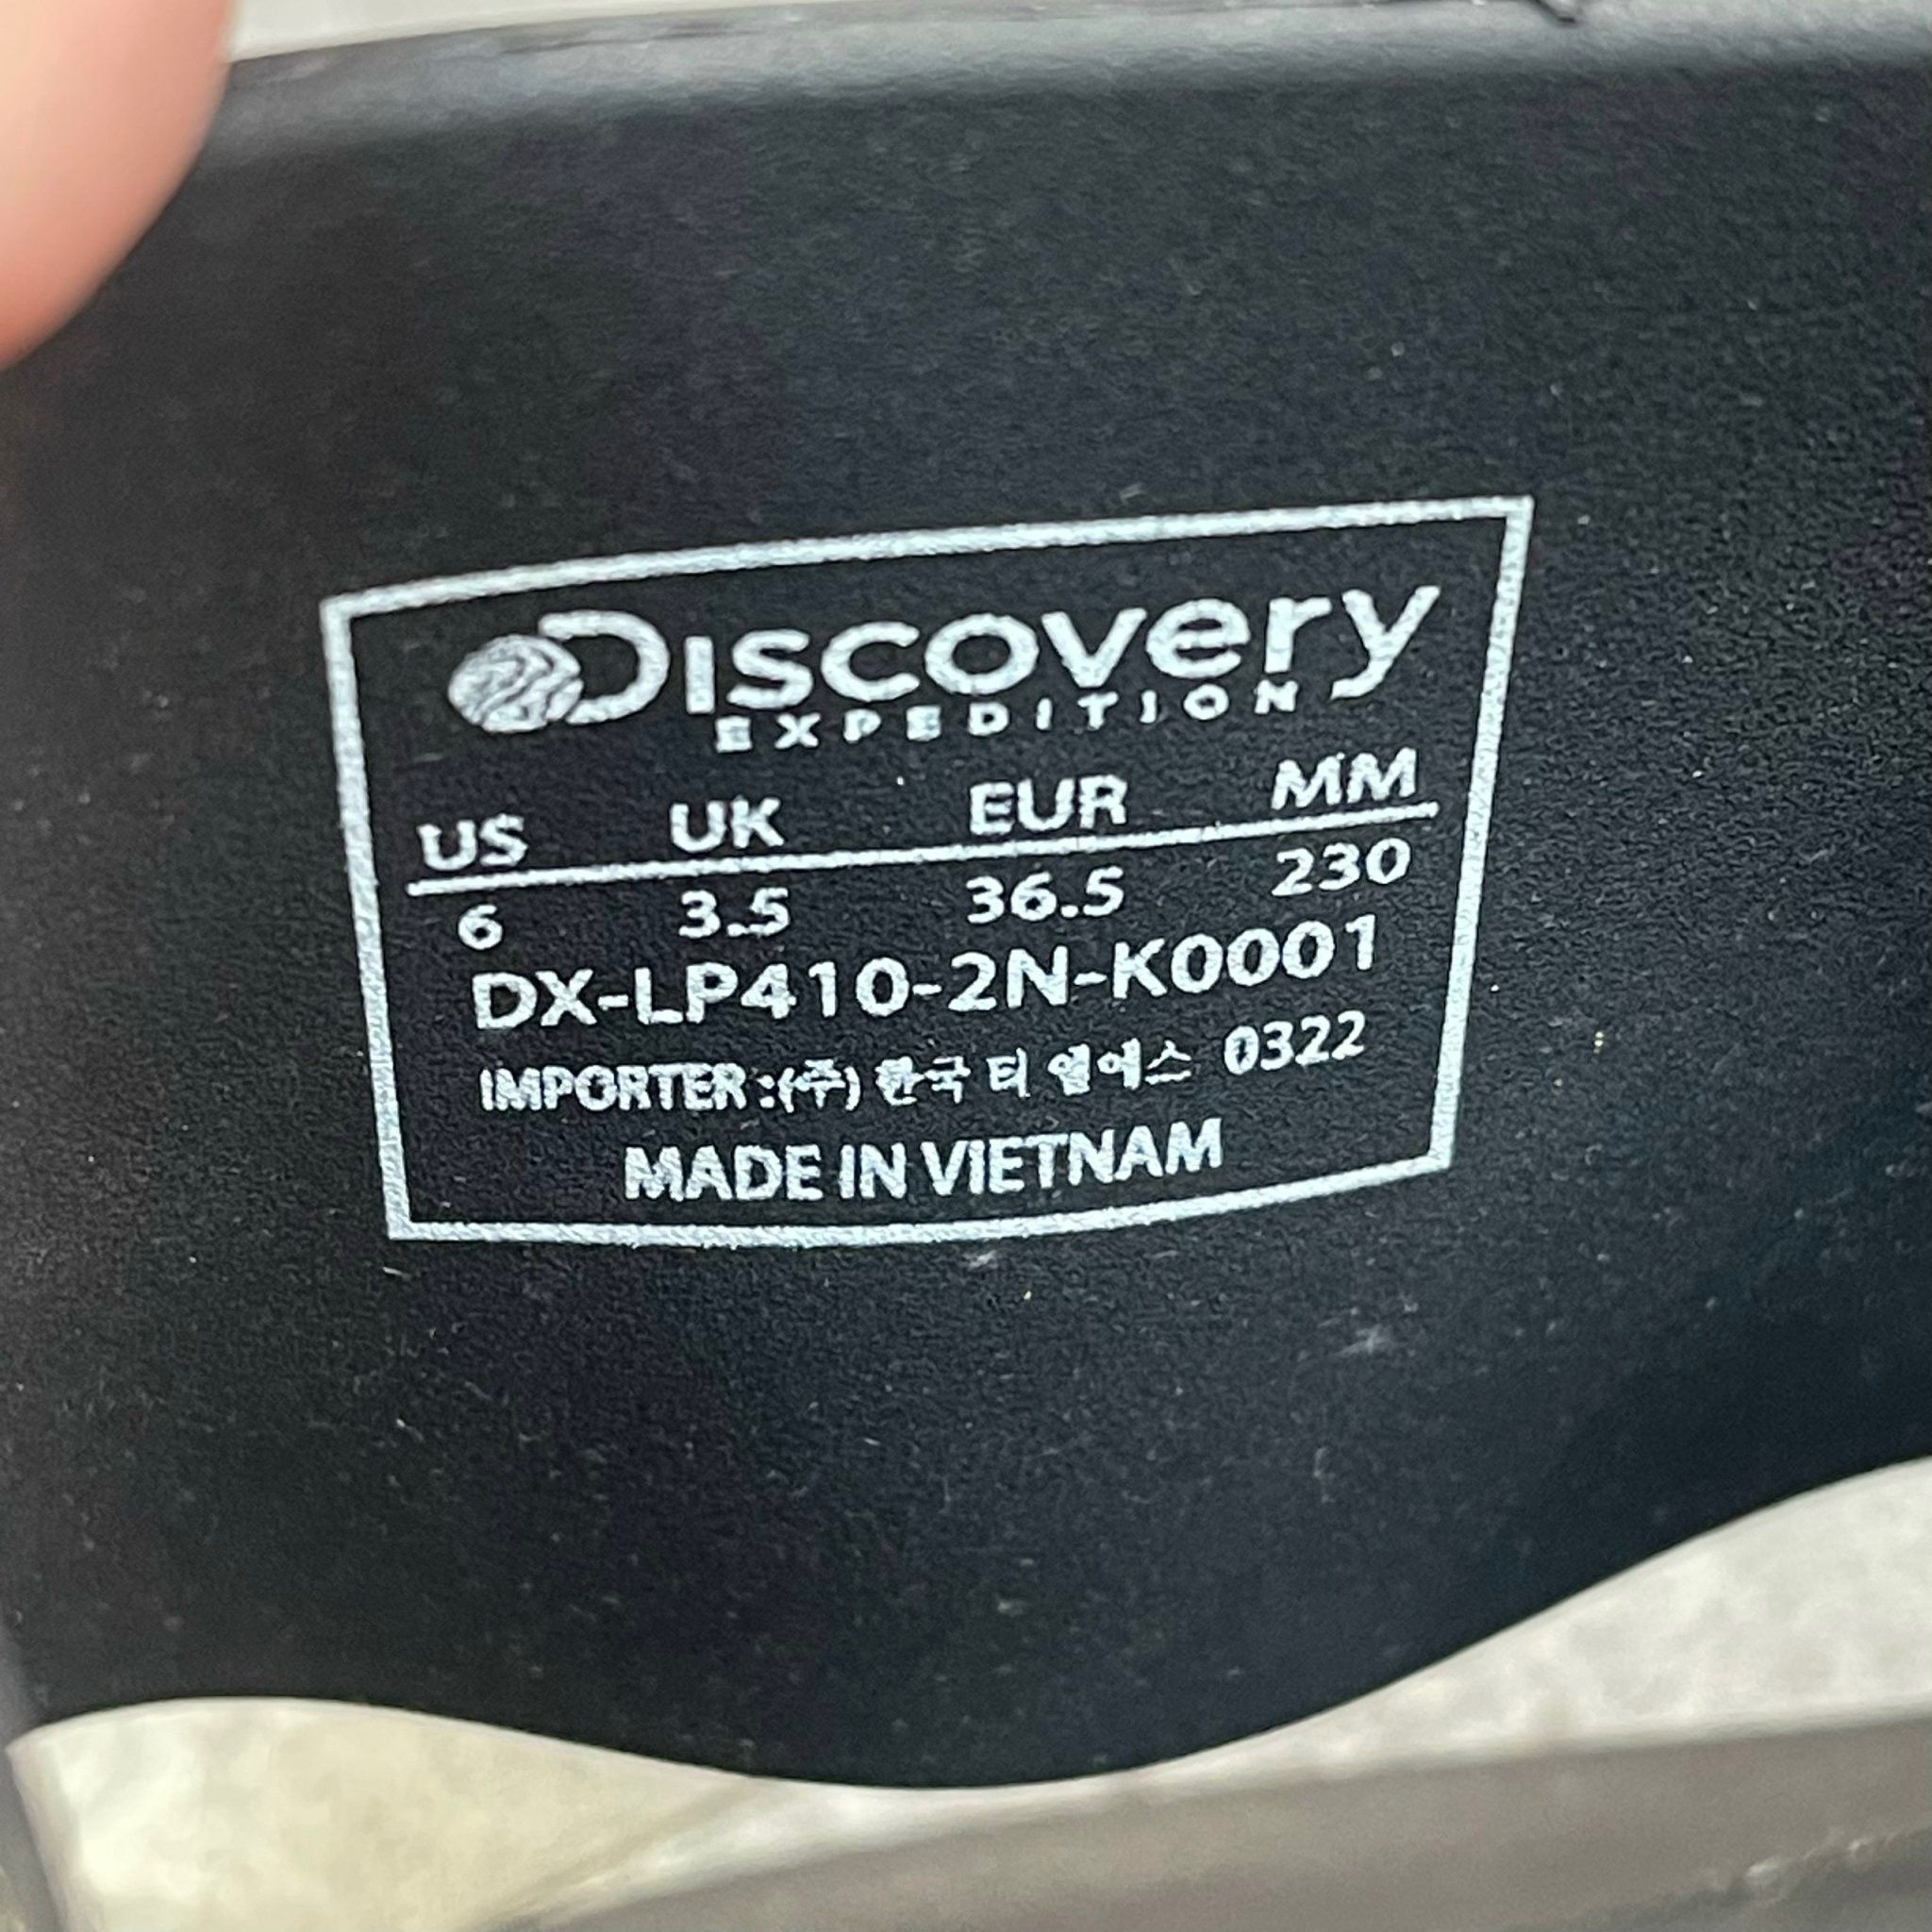 Discovery
EXPEDITION
US UK EUR MM
6 3.5 36.5 230
DX-LP410-2N-K0001
IMPORTER:(주) 한국 티 엘에스 0322
MADE IN VIETNAM